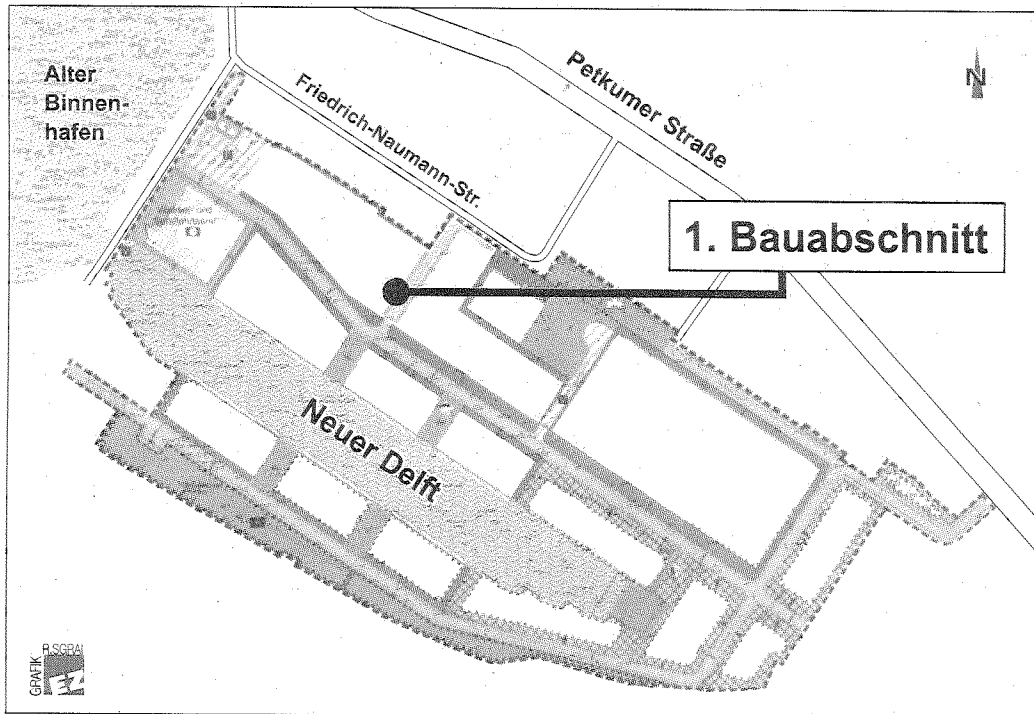 Alter
Binnen-
hafen
Friedrich-Naumann-Str.
Petkumer Straße
N
1. Bauabschnitt
Neuer Delft
GRAFIK
EZ